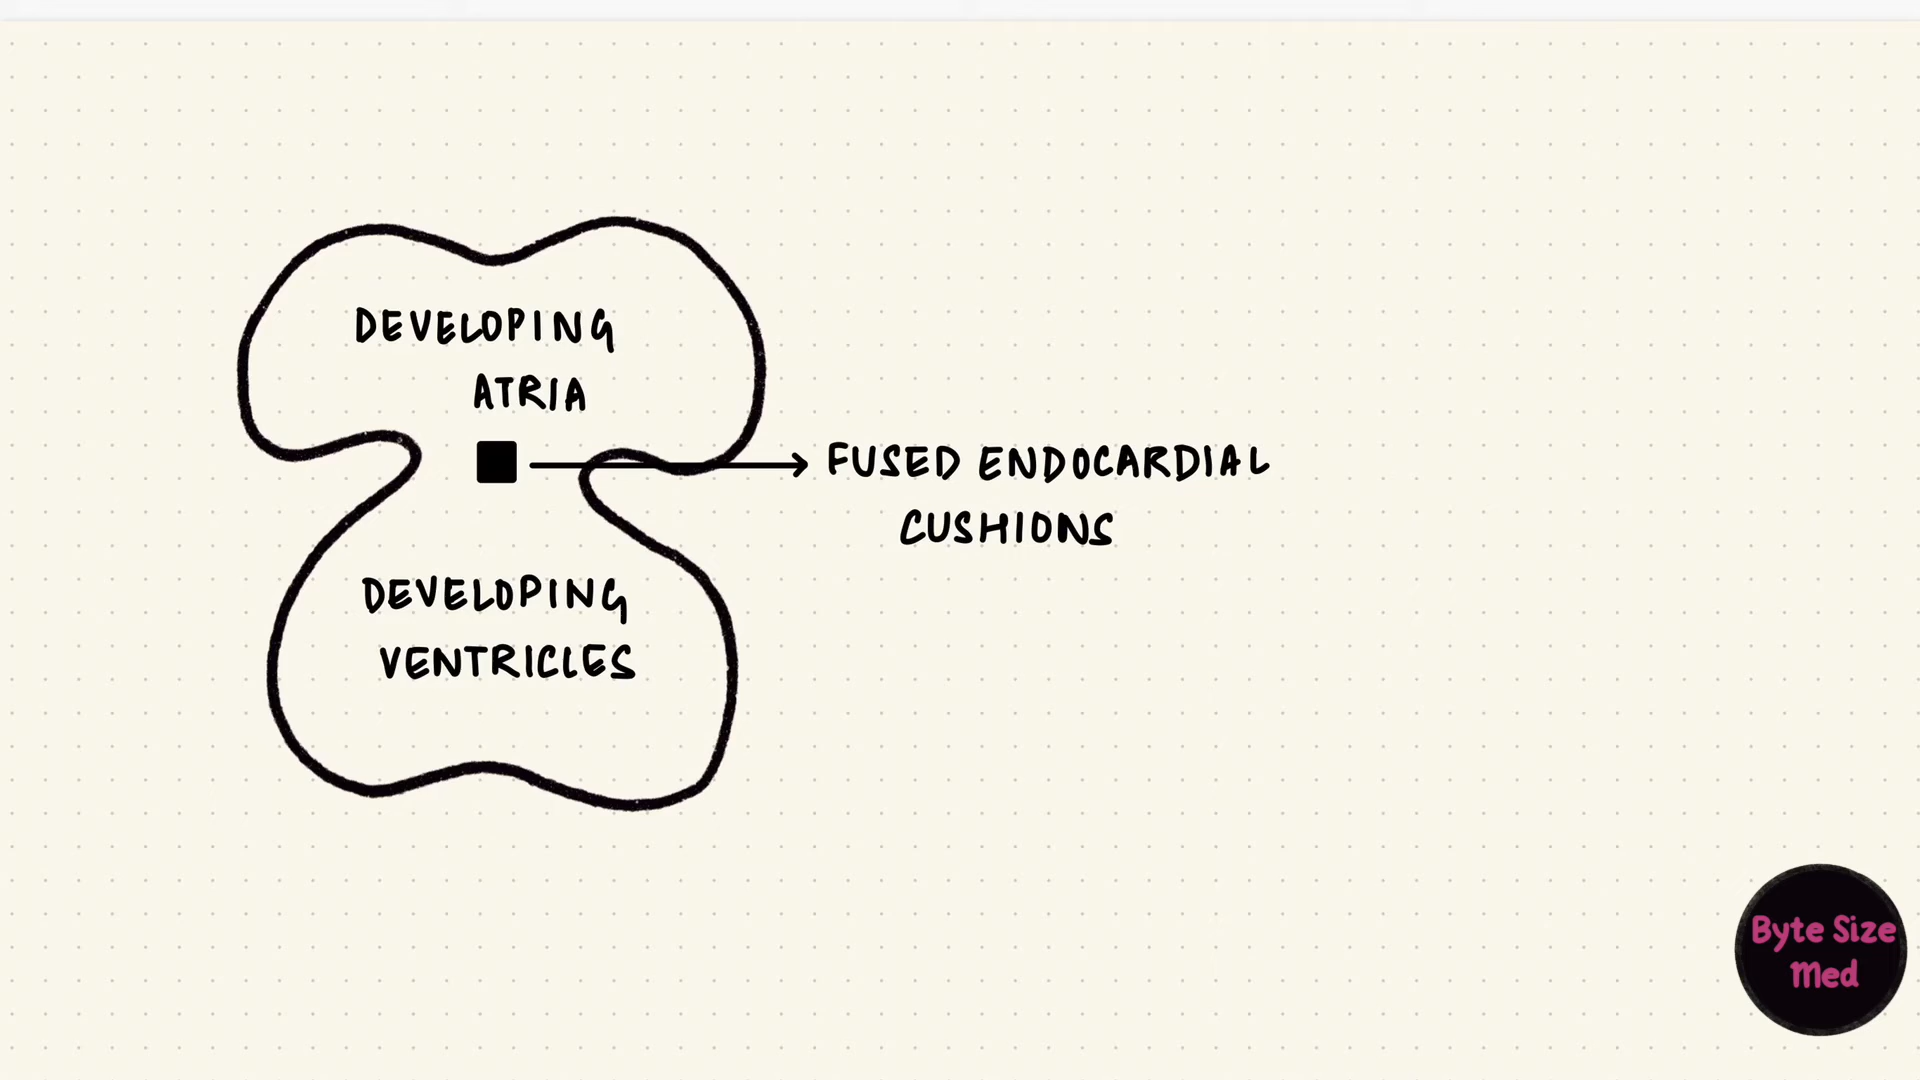 DEVELOPING
ATRIA
FUSED ENDOCARDIAL
CUSHIONS
DEVELOPING
VENTRICLES
Byte Size
Med